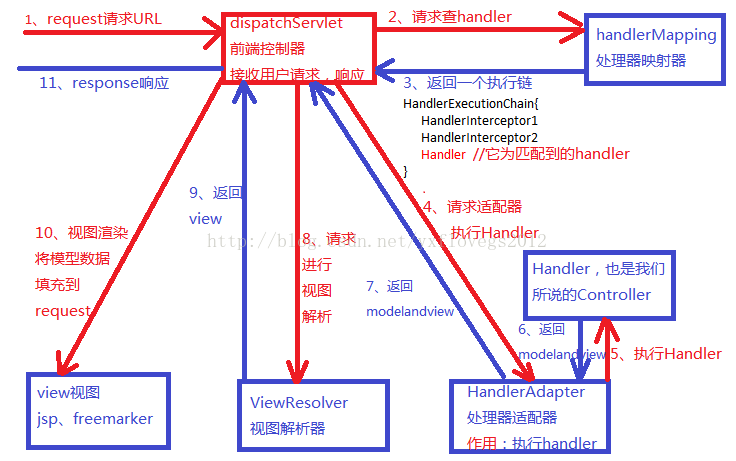 1、request请求URL
dispatchServlet
前端控制器
接收用户请求，响应
2、请求查handler
handlerMapping
处理器映射器
11、response响应
3、返回一个执行链
HandlerExecutionChain{
HandlerInterceptor1
HandlerInterceptor2
Handler //它为匹配到的handler
}
4、请求适配器
执行Handler
9、返回
view
10、视图渲染
将模型数据
填充到
request
8、请求
进行
视图
解析
7、返回
modelandview
Handler，也是我们
所说的Controller
6、返回
modelandview
5、执行Handler
view视图
jsp、freemarker
ViewResolver
视图解析器
HandlerAdapter
处理器适配器
作用：执行handler